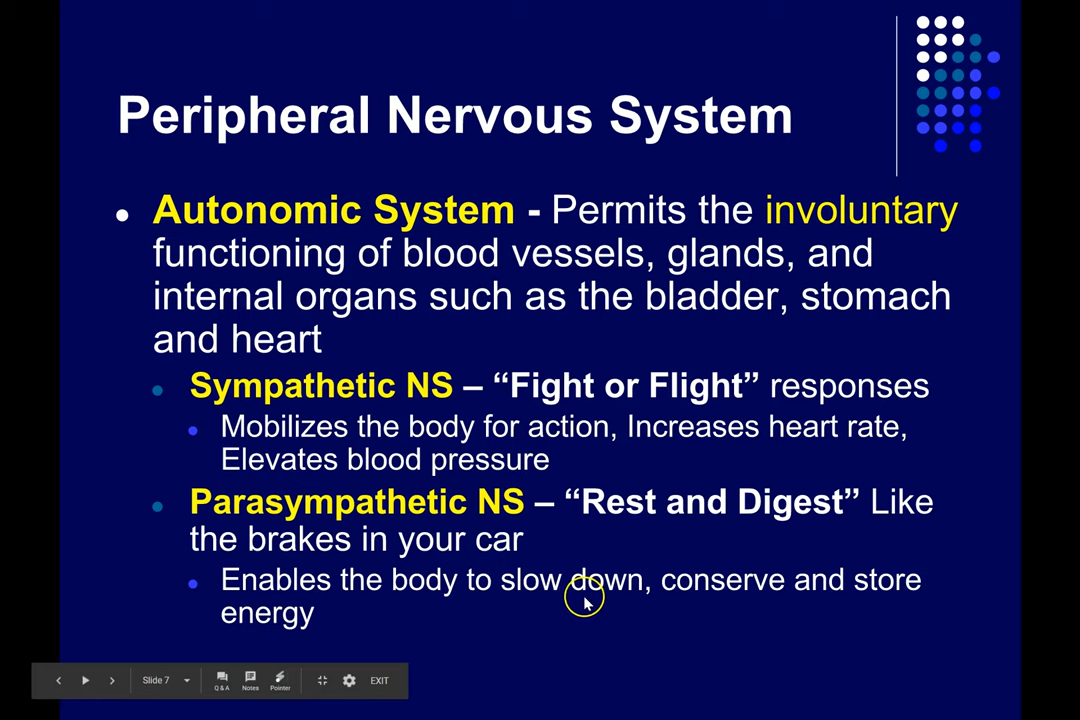 Peripheral Nervous System
Autonomic System - Permits the involuntary
functioning of blood vessels, glands, and
internal organs such as the bladder, stomach
and heart
Sympathetic NS – “Fight or Flight” responses
Mobilizes the body for action, Increases heart rate,
Elevates blood pressure
Parasympathetic NS – “Rest and Digest” Like
the brakes in your car
Enables the body to slow down, conserve and store
energy
Slide 7
Q & A
Notes
Pointer
EXIT